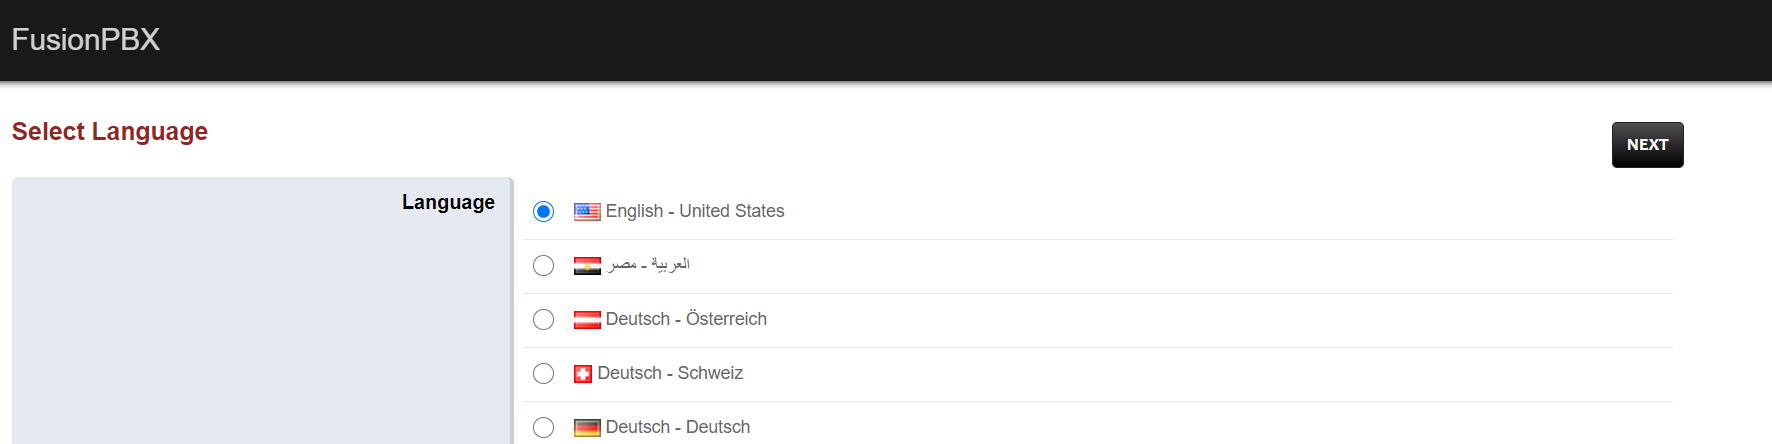 FusionPBX
Select Language
NEXT
Language
English - United States
العربية - مصر
Deutsch - Österreich
Deutsch - Schweiz
Deutsch - Deutsch